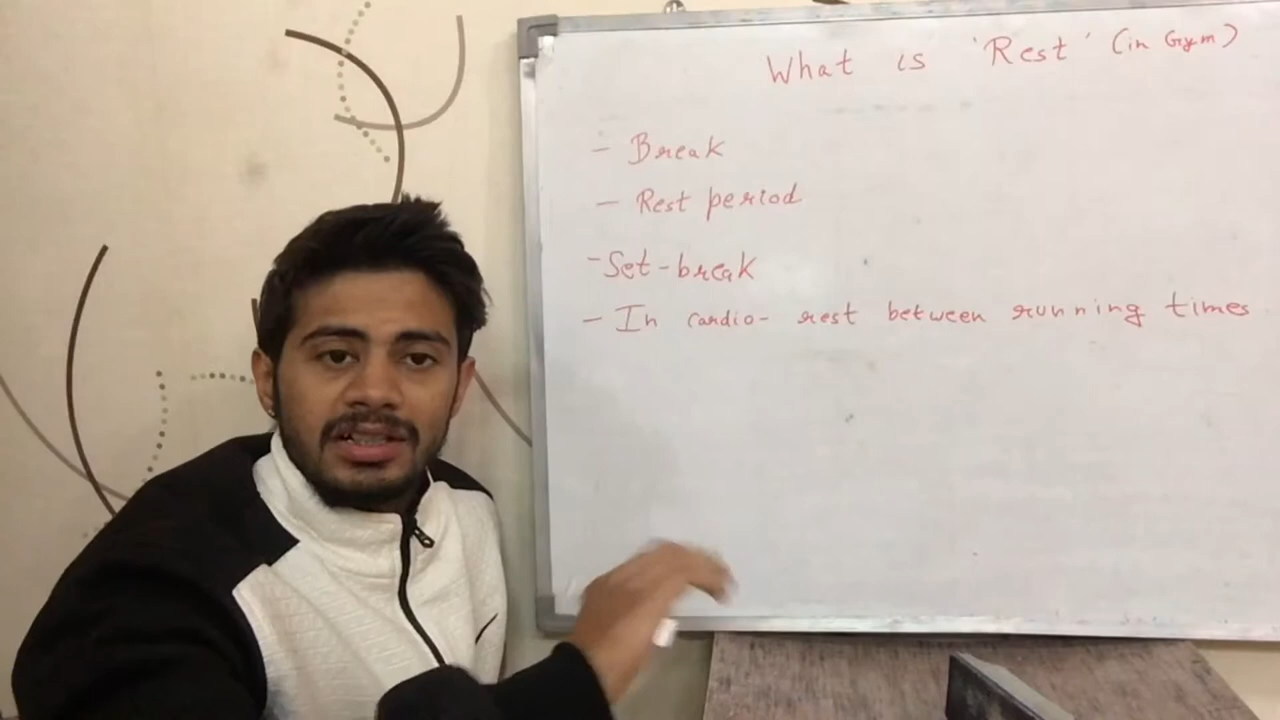 What is 'Rest' (in Gym)
- Break
- Rest period
- Set-break
- In cardio- rest between running times